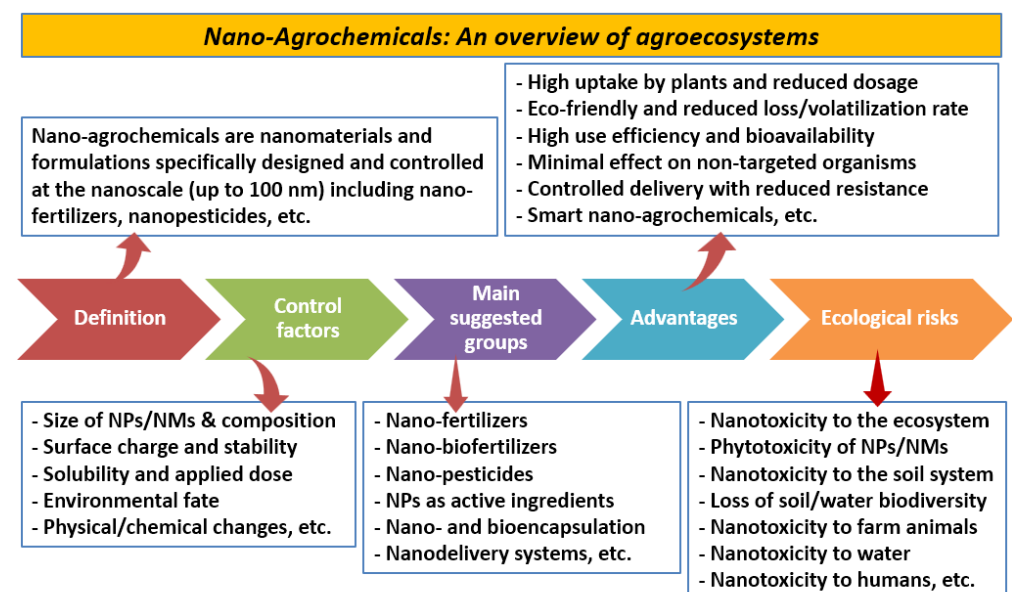 Nano-Agrochemicals: An overview of agroecosystems
Nano-agrochemicals are nanomaterials and
formulations specifically designed and controlled
at the nanoscale (up to 100 nm) including nano-
fertilizers, nanopesticides, etc.
- High uptake by plants and reduced dosage
- Eco-friendly and reduced loss/volatilization rate
- High use efficiency and bioavailability
- Minimal effect on non-targeted organisms
- Controlled delivery with reduced resistance
- Smart nano-agrochemicals, etc.
Definition
Control
factors
Main
suggested
groups
Advantages
Ecological risks
- Size of NPs/NMs & composition
- Surface charge and stability
- Solubility and applied dose
- Environmental fate
- Physical/chemical changes, etc.
- Nano-fertilizers
- Nano-biofertilizers
- Nano-pesticides
- NPs as active ingredients
- Nano- and bioencapsulation
- Nanodelivery systems, etc.
- Nanotoxicity to the ecosystem
- Phytotoxicity of NPs/NMs
- Nanotoxicity to the soil system
- Loss of soil/water biodiversity
- Nanotoxicity to farm animals
- Nanotoxicity to water
- Nanotoxicity to humans, etc.